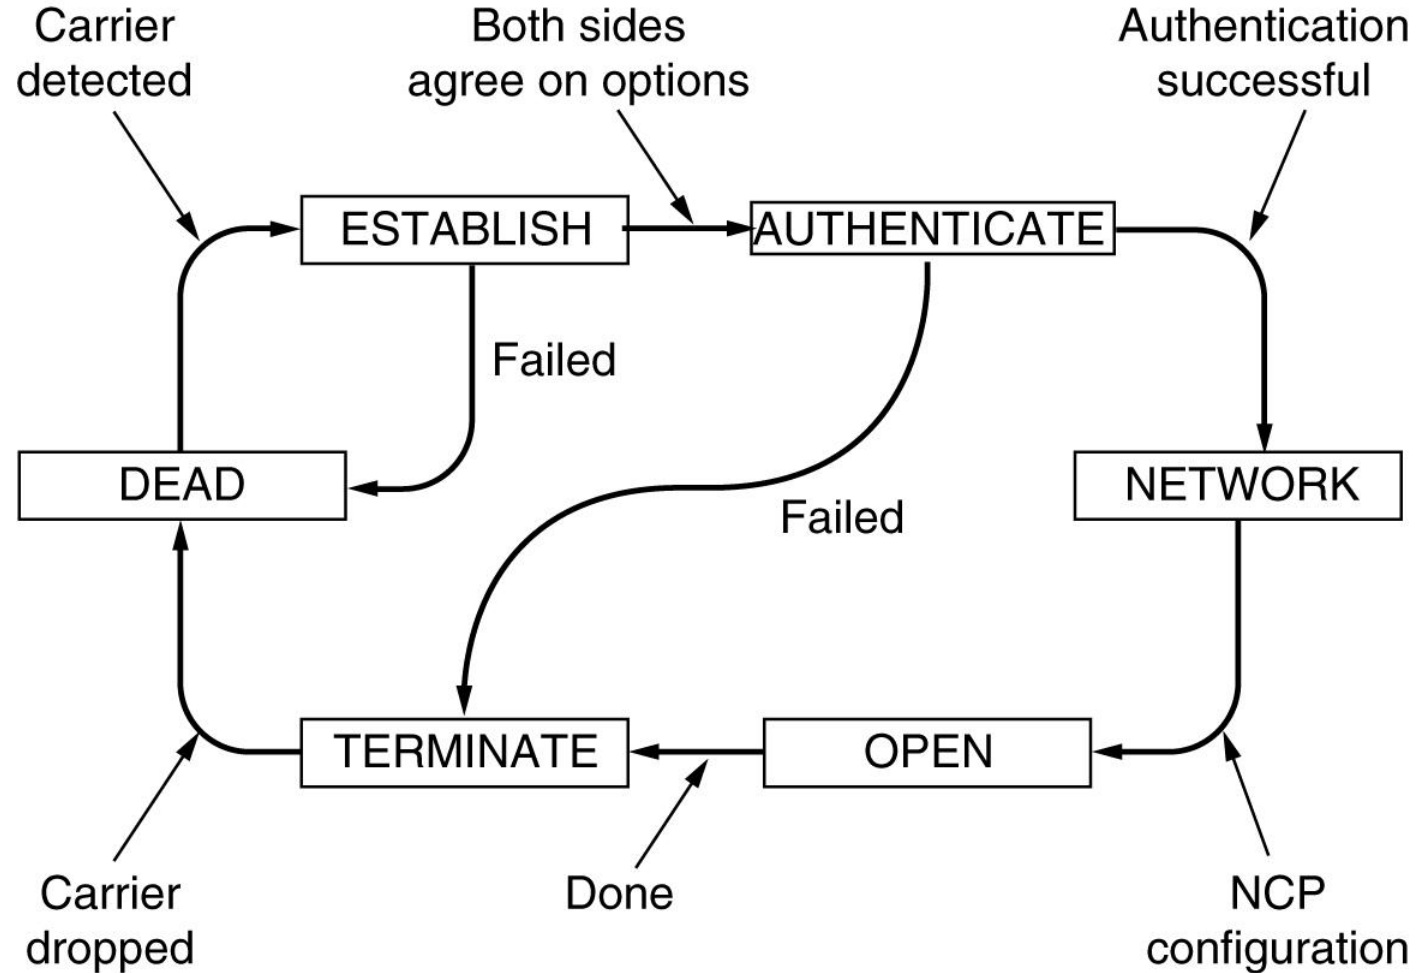 Carrier
detected
Both sides
agree on options
Authentication
successful
ESTABLISH
AUTHENTICATE
Failed
DEAD
NETWORK
Failed
TERMINATE
OPEN
Carrier
dropped
Done
NCP
configuration